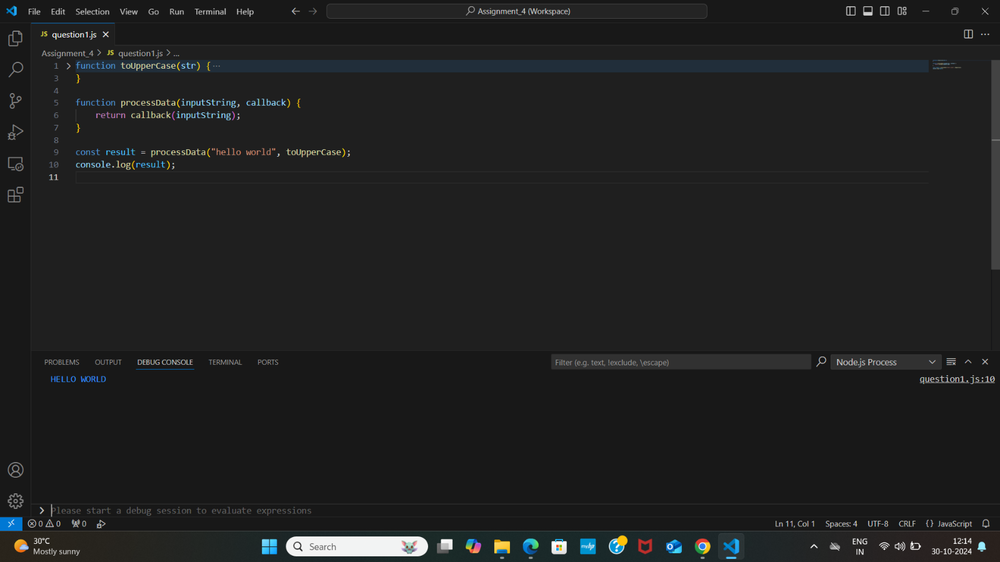 File Edit Selection View Go Run Terminal Help
Assignment_4 (Workspace)
JS question1.js
Assignment_4 > JS question1.js > ...
1 function toUpperCase(str) { ···
3 }
4
5 function processData(inputString, callback) {
6 return callback(inputString);
7 }
8
9 const result = processData("hello world", toUpperCase);
10 console.log(result);
11
PROBLEMS OUTPUT DEBUG CONSOLE TERMINAL PORTS
Filter (e.g. text, !exclude, \escape)
Node.js Process
HELLO WORLD
question1.js:10
Please start a debug session to evaluate expressions
0 0 0
Ln 11, Col 1 Spaces: 4 UTF-8 CRLF {} JavaScript
30°C
Mostly sunny
Search
myhp
ENG
IN
12:14
30-10-2024